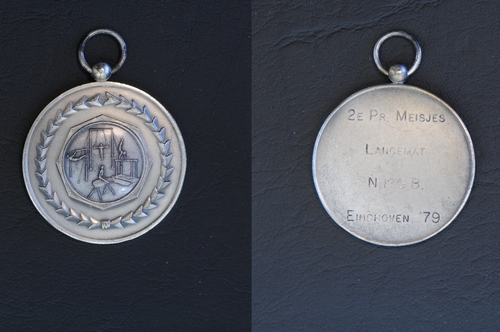 2E PR. MEISJES
LANGEMAT
EINDHOVEN '79